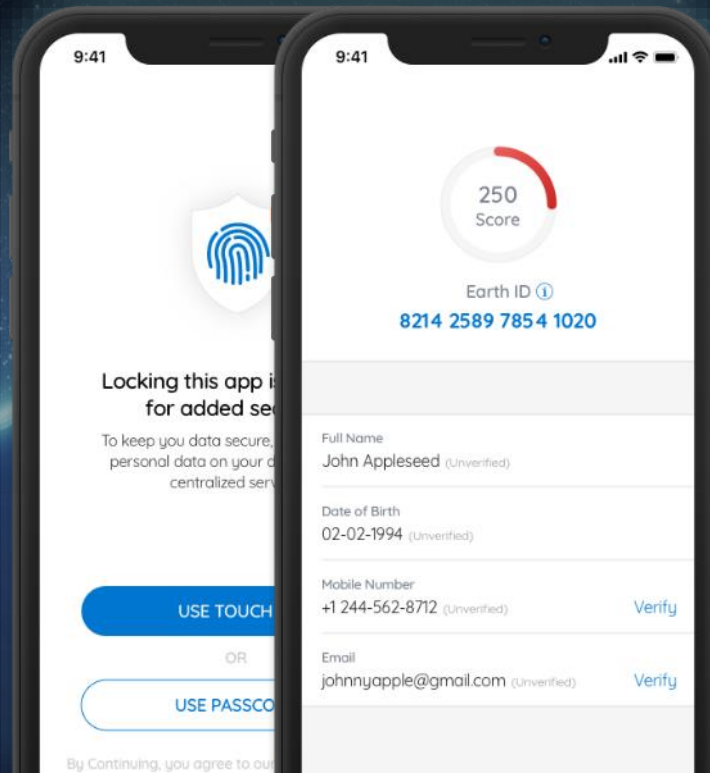 9:41
Locking this app i
for added se
To keep you data secure,
personal data on your d
centralized serv
USE TOUCH
OR
USE PASSCO
By Continuing, you agree to our
9:41
250
Score
Earth ID
8214 2589 7854 1020
Full Name
John Appleseed (Unverified)
Date of Birth
02-02-1994 (Unverified)
Mobile Number
+1 244-562-8712 (Unverified) Verify
Email
johnnyapple@gmail.com (Unverified) Verify